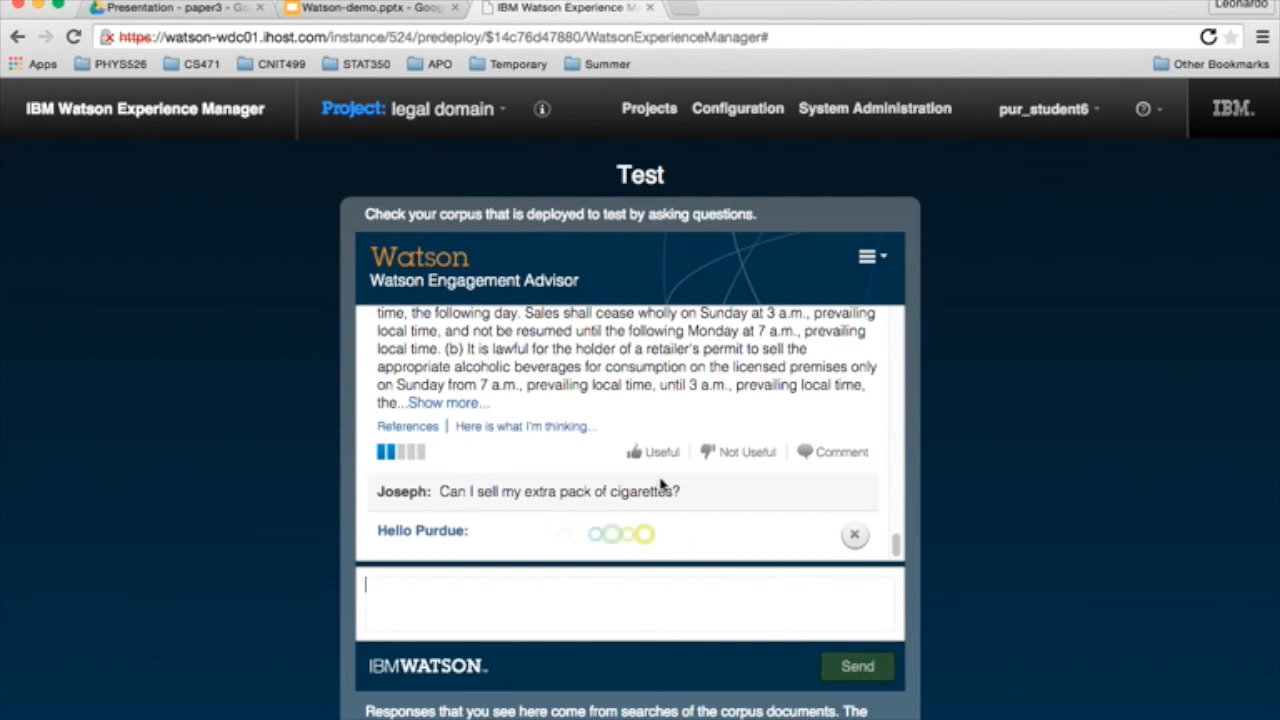 Presentation - paper3 - Go
Watson-demo.pptx - Goog
IBM Watson Experience M
Leonardo
https://watson-wdc01.ihost.com/instance/524/predeploy/$14c76d47880/WatsonExperienceManager#
Apps PHYS526 CS471 CNIT499 STAT350 APO Temporary Summer Other Bookmarks
IBM Watson Experience Manager Project: legal domain Projects Configuration System Administration pur_student6 IBM.
Test
Check your corpus that is deployed to test by asking questions.
Watson
Watson Engagement Advisor
time, the following day. Sales shall cease wholly on Sunday at 3 a.m., prevailing
local time, and not be resumed until the following Monday at 7 a.m., prevailing
local time. (b) It is lawful for the holder of a retailer's permit to sell the
appropriate alcoholic beverages for consumption on the licensed premises only
on Sunday from 7 a.m., prevailing local time, until 3 a.m., prevailing local time,
the...Show more...
References | Here is what I'm thinking...
Useful | Not Useful | Comment
Joseph: Can I sell my extra pack of cigarettes?
Hello Purdue:
IBM WATSON™ Send
Responses that you see here come from searches of the corpus documents. The